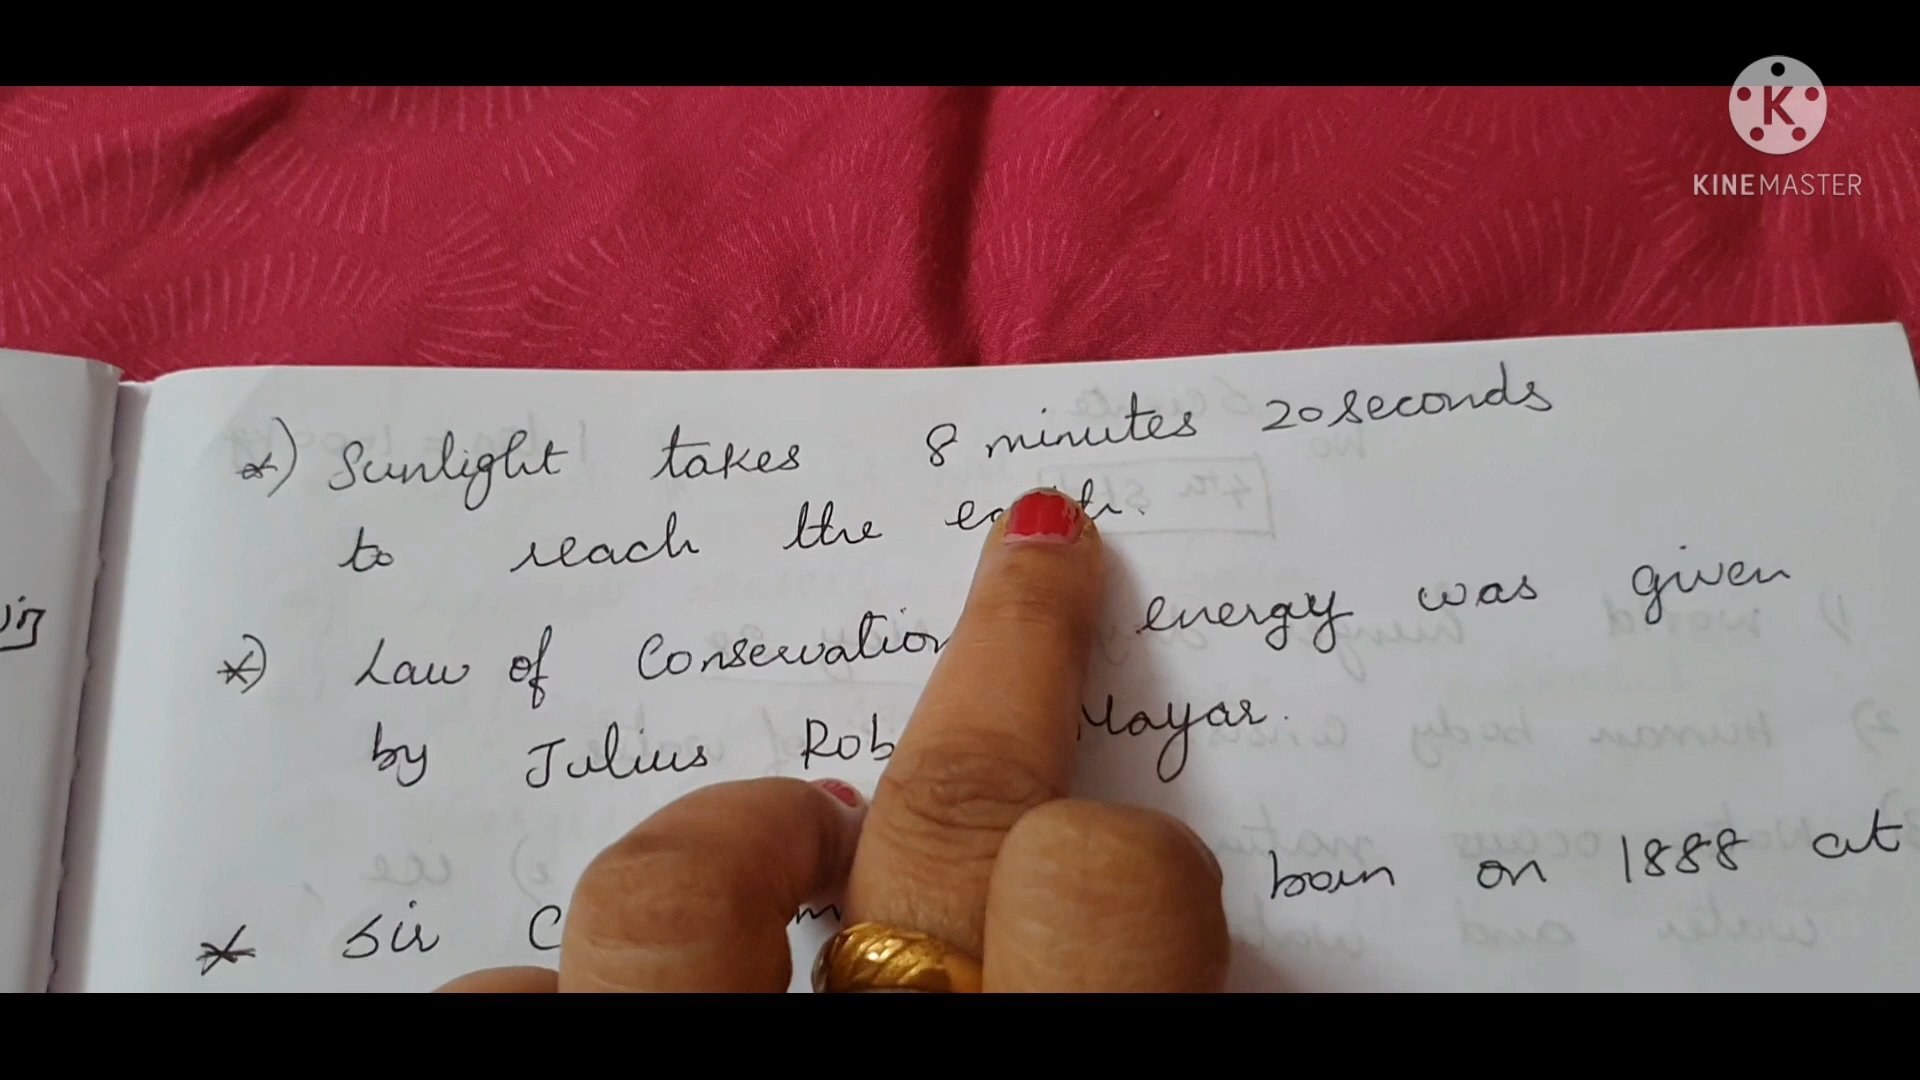 K
KINEMASTER
*) Sunlight takes 8 minutes 20 seconds
to reach the earth.
*) Law of Conservation energy was given
by Julius Mayar.
* Sir born on 1888 at